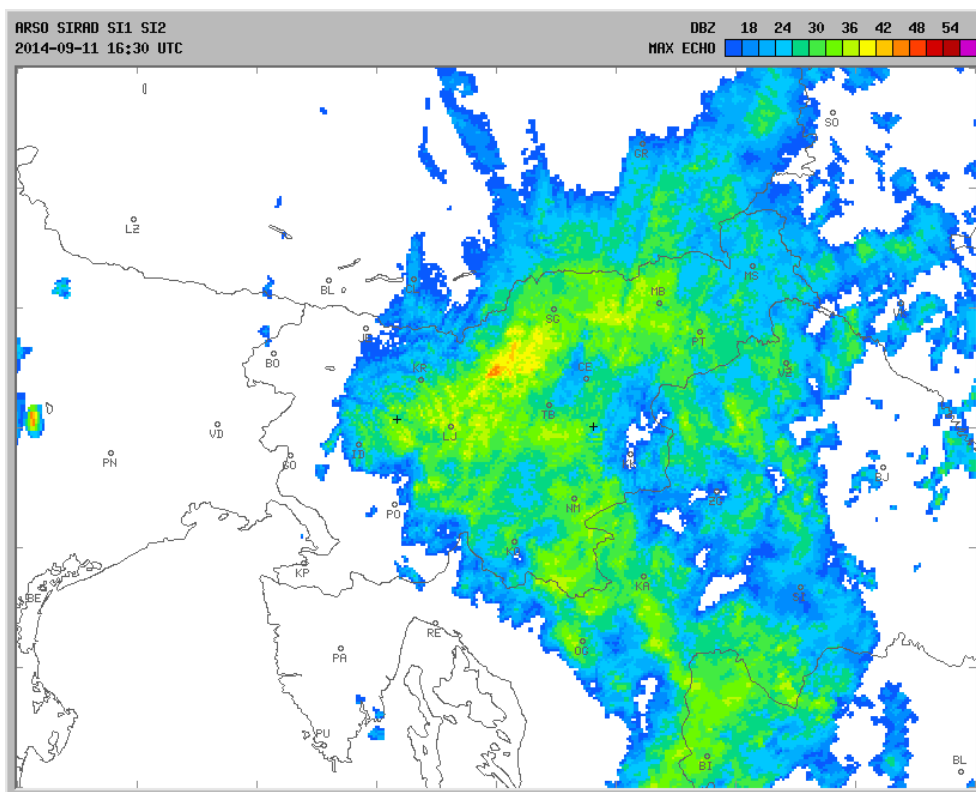 ARSO SIRAD SI1 SI2
DBZ 18 24 30 36 42 48 54
2014-09-11 16:30 UTC
MAX ECHO
SO
GR
LZ
MS
BL
MB
SG
PT
BO
KR
CE
VZ
TB
VD
LJ
ID
PN
GO
BJ
NM
PO
KP
KA
BE
RE
OG
PA
PU
BI
BL